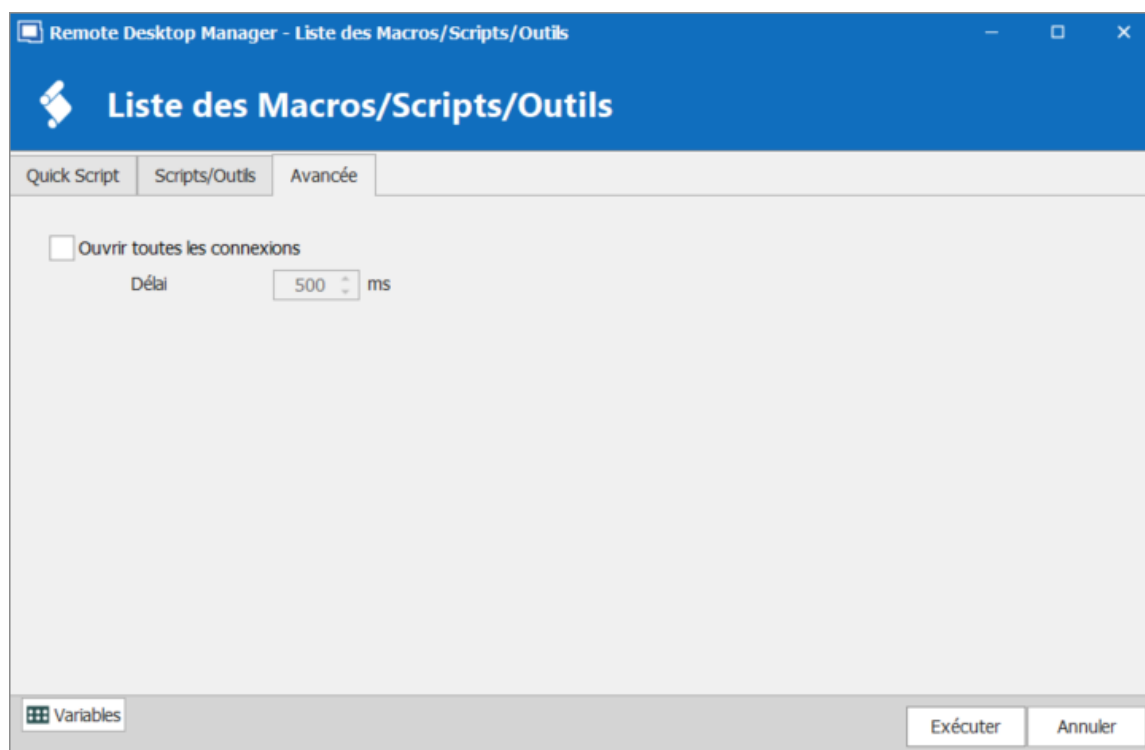 Remote Desktop Manager - Liste des Macros/Scripts/Outils
Liste des Macros/Scripts/Outils
Quick Script Scripts/Outils Avancée
Ouvrir toutes les connexions
Délai 500 ms
Variables
Exécuter Annuler